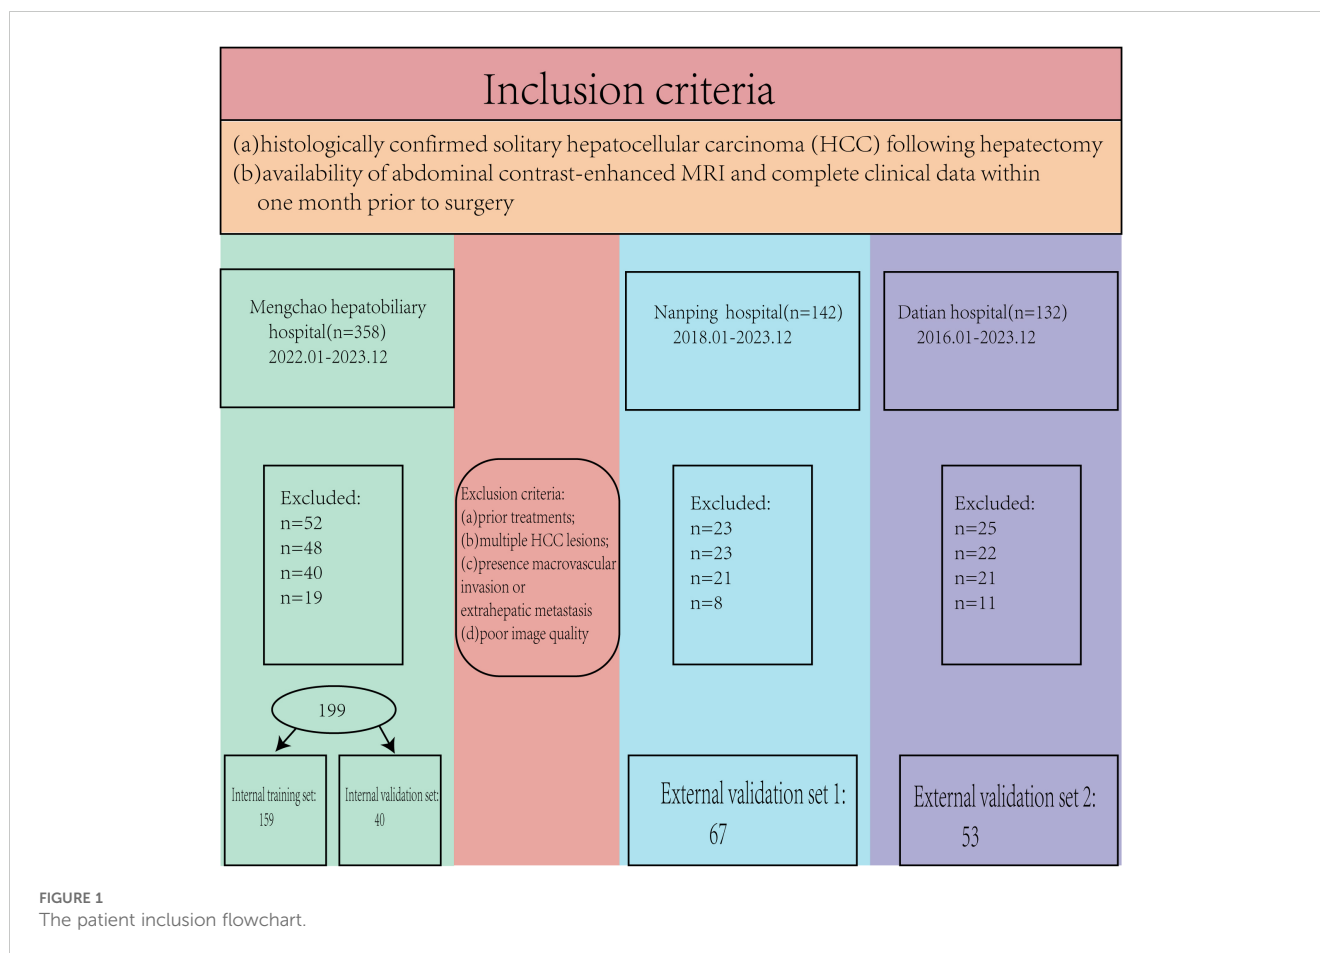 Inclusion criteria
(a)histologically confirmed solitary hepatocellular carcinoma (HCC) following hepatectomy
(b)availability of abdominal contrast-enhanced MRI and complete clinical data within
one month prior to surgery
Mengchao hepatobiliary
hospital(n=358)
2022.01-2023.12
Nanping hospital(n=142)
2018.01-2023.12
Datian hospital(n=132)
2016.01-2023.12
Excluded:
n=52
n=48
n=40
n=19
Exclusion criteria:
(a)prior treatments;
(b)multiple HCC lesions;
(c)presence macrovascular
invasion or
extrahepatic metastasis
(d)poor image quality
Excluded:
n=23
n=23
n=21
n=8
Excluded:
n=25
n=22
n=21
n=11
199
Internal training set:
159
Internal validation set:
40
External validation set 1:
67
External validation set 2:
53
FIGURE 1
The patient inclusion flowchart.